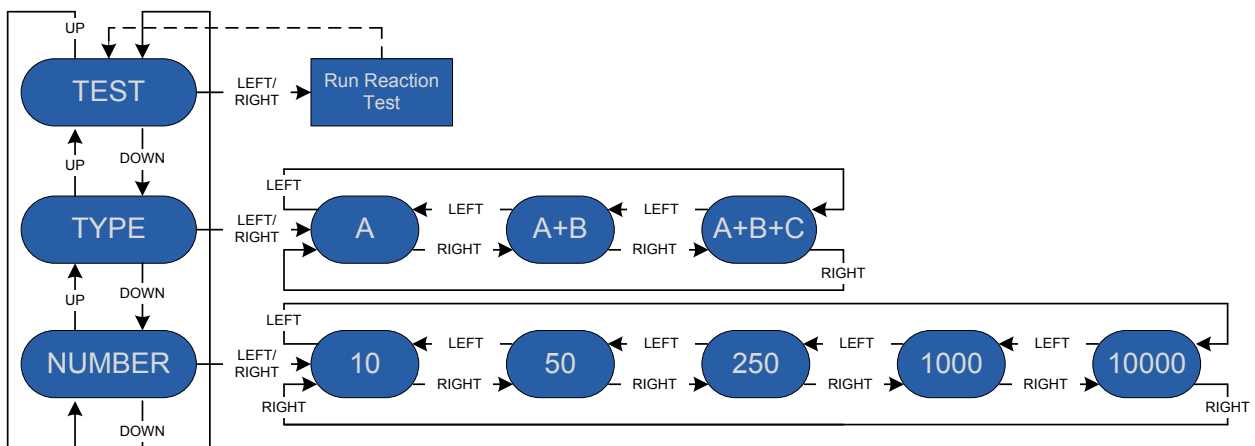 UP
TEST
LEFT/
RIGHT
Run Reaction
Test
UP
DOWN
LEFT
TYPE
LEFT/
RIGHT
A
LEFT
RIGHT
A+B
LEFT
RIGHT
A+B+C
RIGHT
UP
DOWN
LEFT
NUMBER
LEFT/
RIGHT
10
LEFT
RIGHT
50
LEFT
RIGHT
250
LEFT
RIGHT
1000
LEFT
RIGHT
10000
RIGHT
RIGHT
DOWN